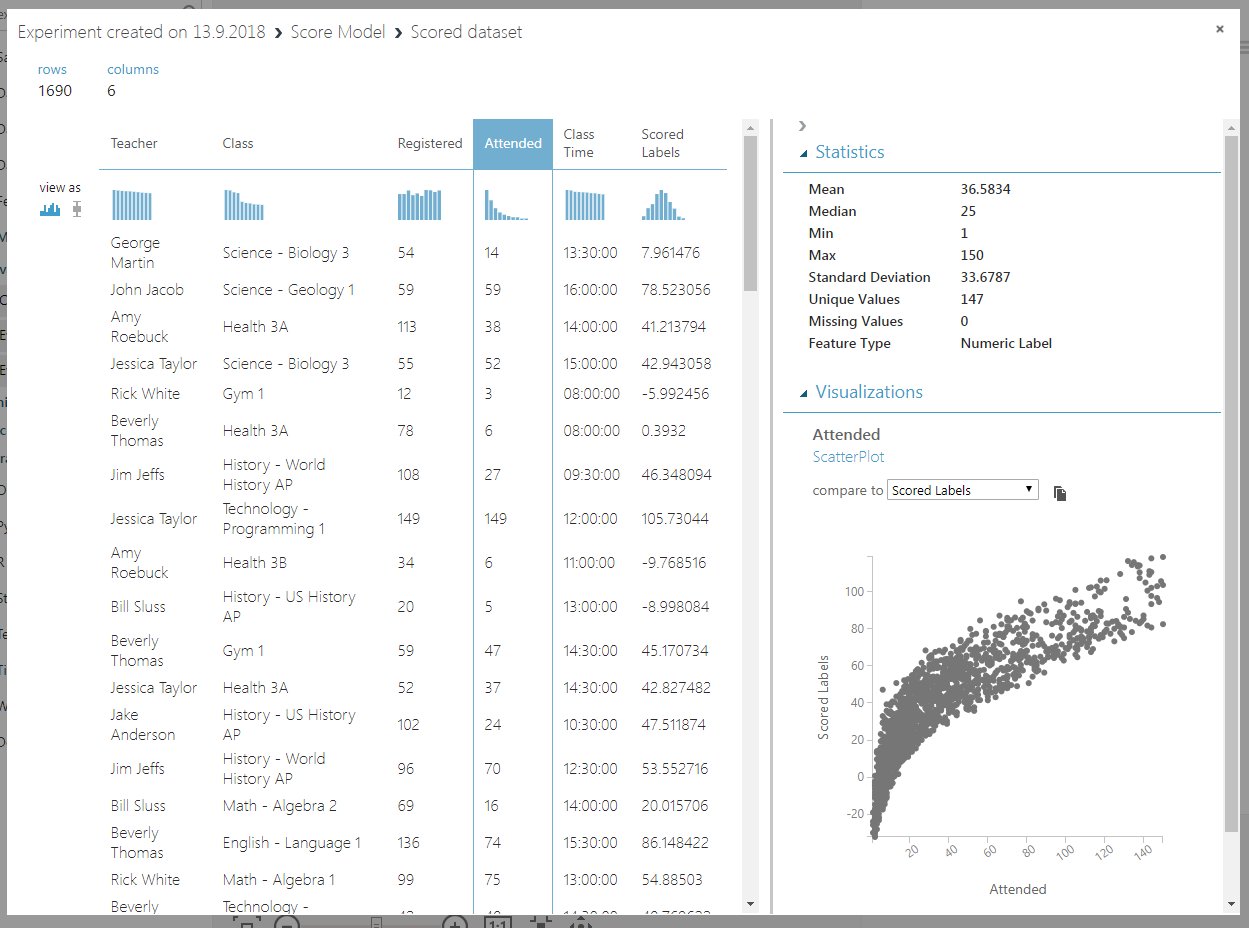 Experiment created on 13.9.2018 › Score Model › Scored dataset
rows columns
1690 6
view as
Teacher Class Registered Attended Class Time Scored Labels
George Martin Science - Biology 3 54 14 13:30:00 7.961476
John Jacob Science - Geology 1 59 59 16:00:00 78.523056
Amy Roebuck Health 3A 113 38 14:00:00 41.213794
Jessica Taylor Science - Biology 3 55 52 15:00:00 42.943058
Rick White Gym 1 12 3 08:00:00 -5.992456
Beverly Thomas Health 3A 78 6 08:00:00 0.3932
Jim Jeffs History - World History AP 108 27 09:30:00 46.348094
Jessica Taylor Technology - Programming 1 149 149 12:00:00 105.73044
Amy Roebuck Health 3B 34 6 11:00:00 -9.768516
Bill Sluss History - US History AP 20 5 13:00:00 -8.998084
Beverly Thomas Gym 1 59 47 14:30:00 45.170734
Jessica Taylor Health 3A 52 37 14:30:00 42.827482
Jake Anderson History - US History AP 102 24 10:30:00 47.511874
Jim Jeffs History - World History AP 96 70 12:30:00 53.552716
Bill Sluss Math - Algebra 2 69 16 14:00:00 20.015706
Beverly Thomas English - Language 1 136 74 15:30:00 86.148422
Rick White Math - Algebra 1 99 75 13:00:00 54.88503
Beverly Technology -
Statistics
Mean 36.5834
Median 25
Min 1
Max 150
Standard Deviation 33.6787
Unique Values 147
Missing Values 0
Feature Type Numeric Label
Visualizations
Attended
ScatterPlot
compare to Scored Labels
Scored Labels
100
80
60
40
20
0
-20
20 40 60 80 100 120 140
Attended
1:1